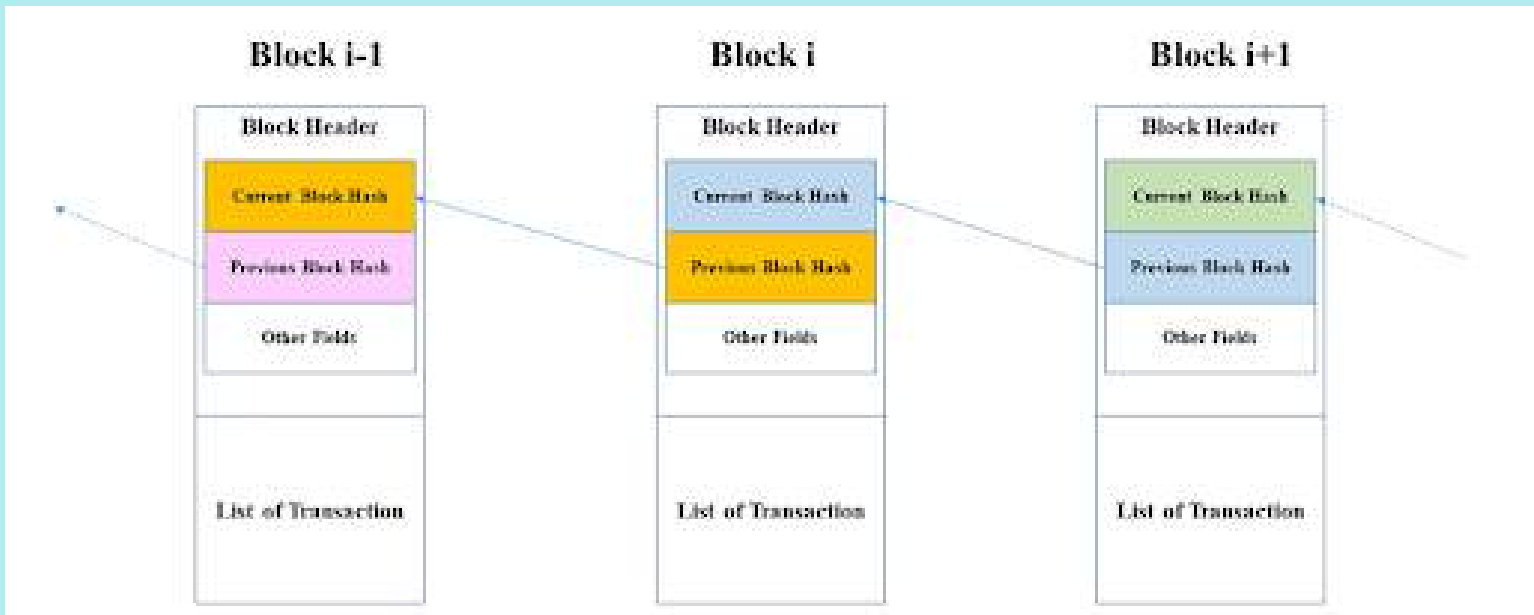 Block i-1
Block i
Block i+1
Block Header
Block Header
Block Header
Current Block Hash
Current Block Hash
Current Block Hash
Previous Block Hash
Previous Block Hash
Previous Block Hash
Other Fields
Other Fields
Other Fields
List of Transaction
List of Transaction
List of Transaction